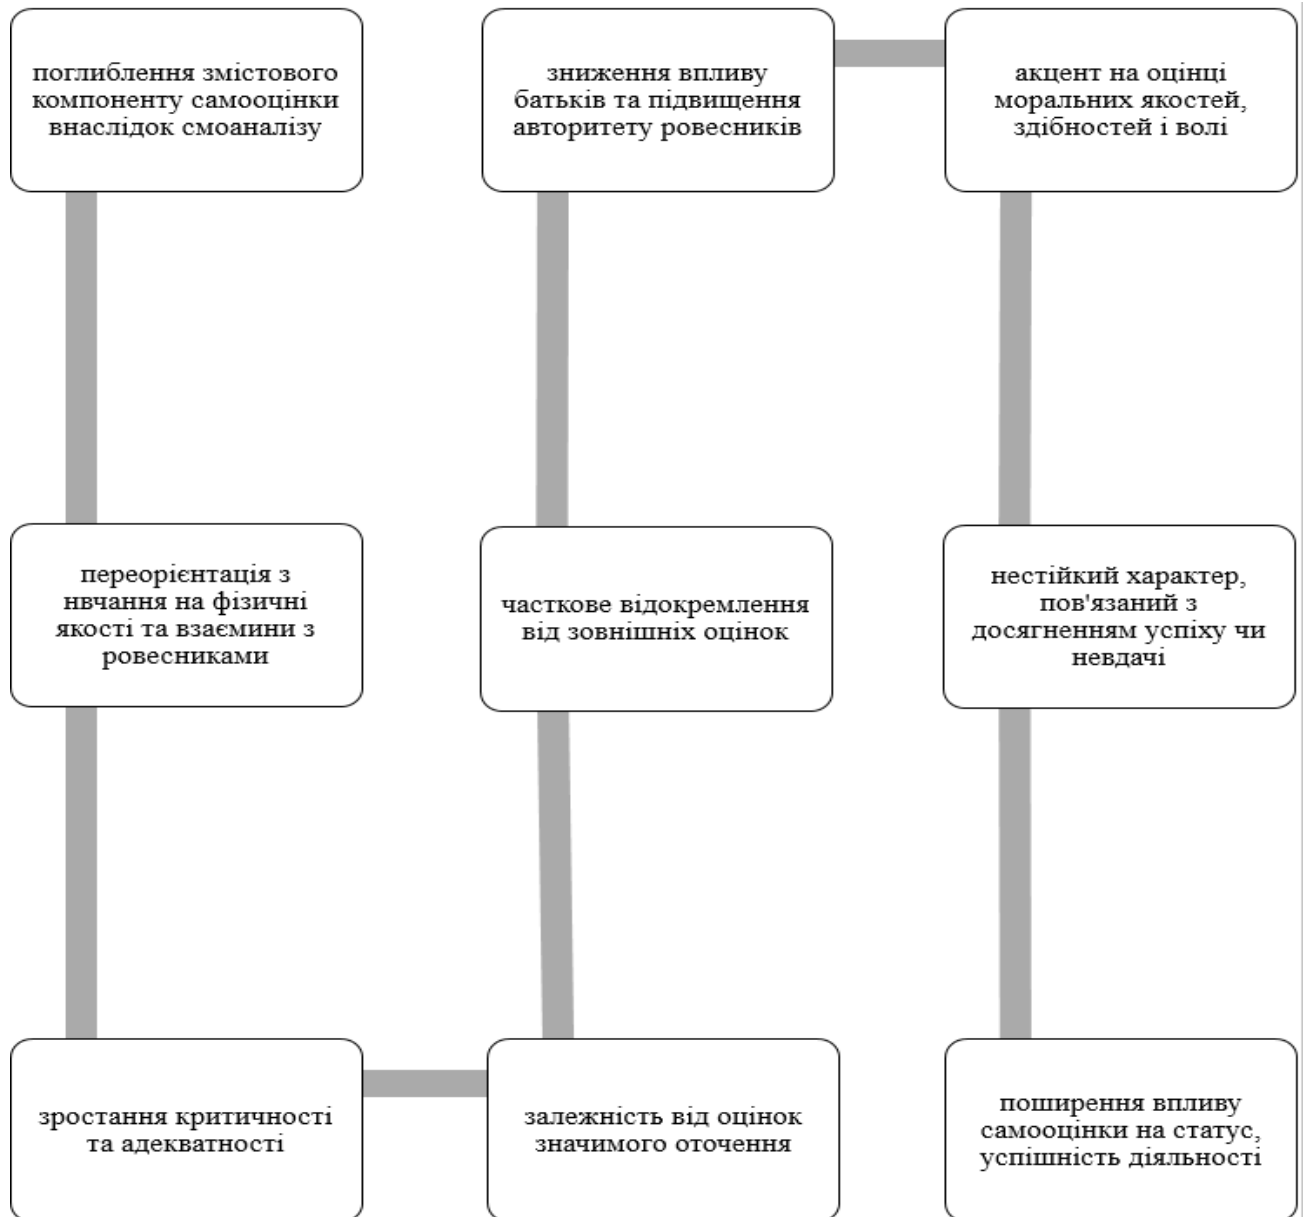 поглиблення змістового
компоненту самооцінки
внаслідок смоаналізу
переорієнтація з
нвчання на фізичні
якості та взаємини з
ровесниками
зростання критичності
та адекватності
залежність від оцінок
значимого оточення
часткове відокремлення
від зовнішніх оцінок
зниження впливу
батьків та підвищення
авторитету ровесників
акцент на оцінці
моральних якостей,
здібностей і волі
нестійкий характер,
пов'язаний з
досягненням успіху чи
невдачі
поширення впливу
самооцінки на статус,
успішність діяльності